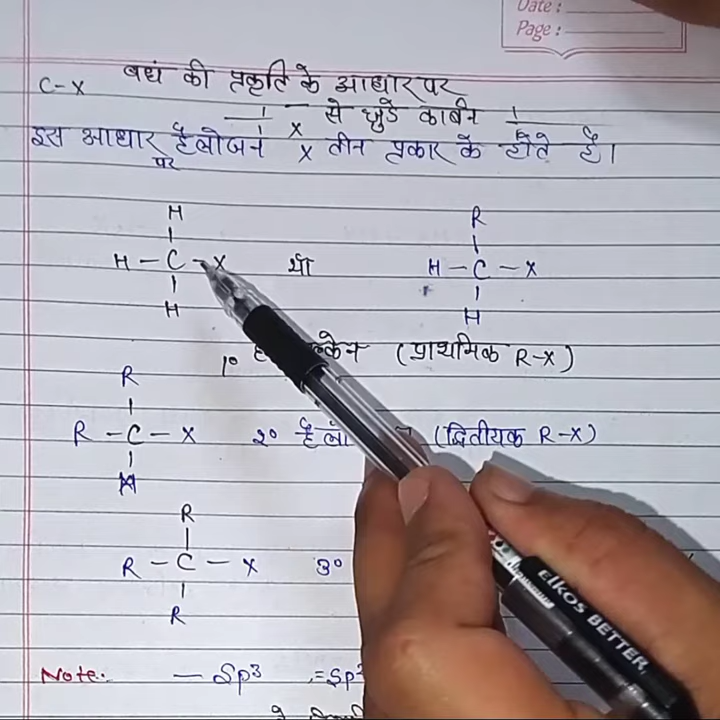 Date :
Page :
C-X बधं की प्रकृति के आधार पर
से जुडे कार्बन
इस आधार पर हैलोजन X तीन प्रकार के होते है।
H
H - C - X या
H
R
H - C - X
H
1° (प्राथमिक R-X)
R
R - C - X 2° (द्वितीयक R-X)
H
R
R - C - X 3°
R
Note: - Sp³ , = Sp²
elkos BETTER